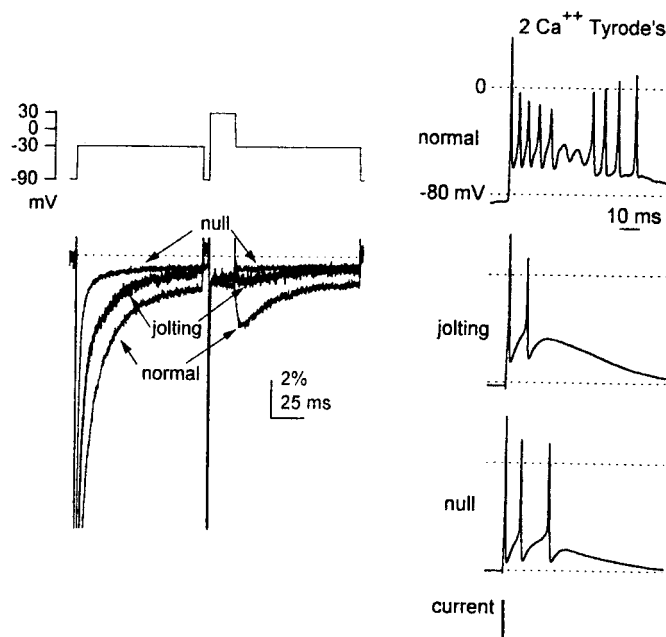 2 Ca++ Tyrode's
30
0
-30
-90
mV
null
jolting
normal
2%
25 ms
0
normal
-80 mV
10 ms
jolting
null
current